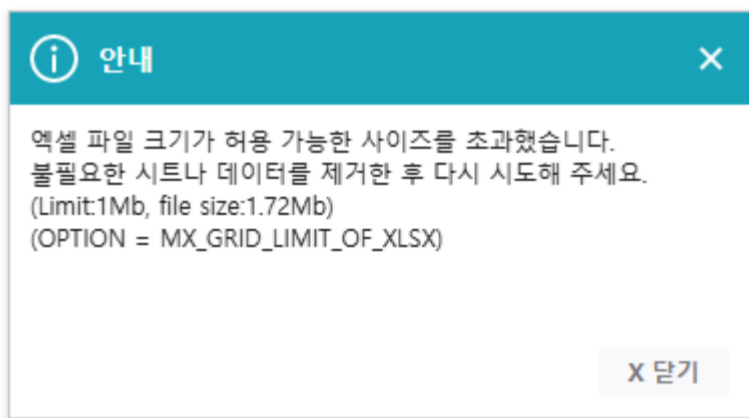 안내
엑셀 파일 크기가 허용 가능한 사이즈를 초과했습니다.
불필요한 시트나 데이터를 제거한 후 다시 시도해 주세요.
(Limit:1Mb, file size:1.72Mb)
(OPTION = MX_GRID_LIMIT_OF_XLSX)
X 닫기